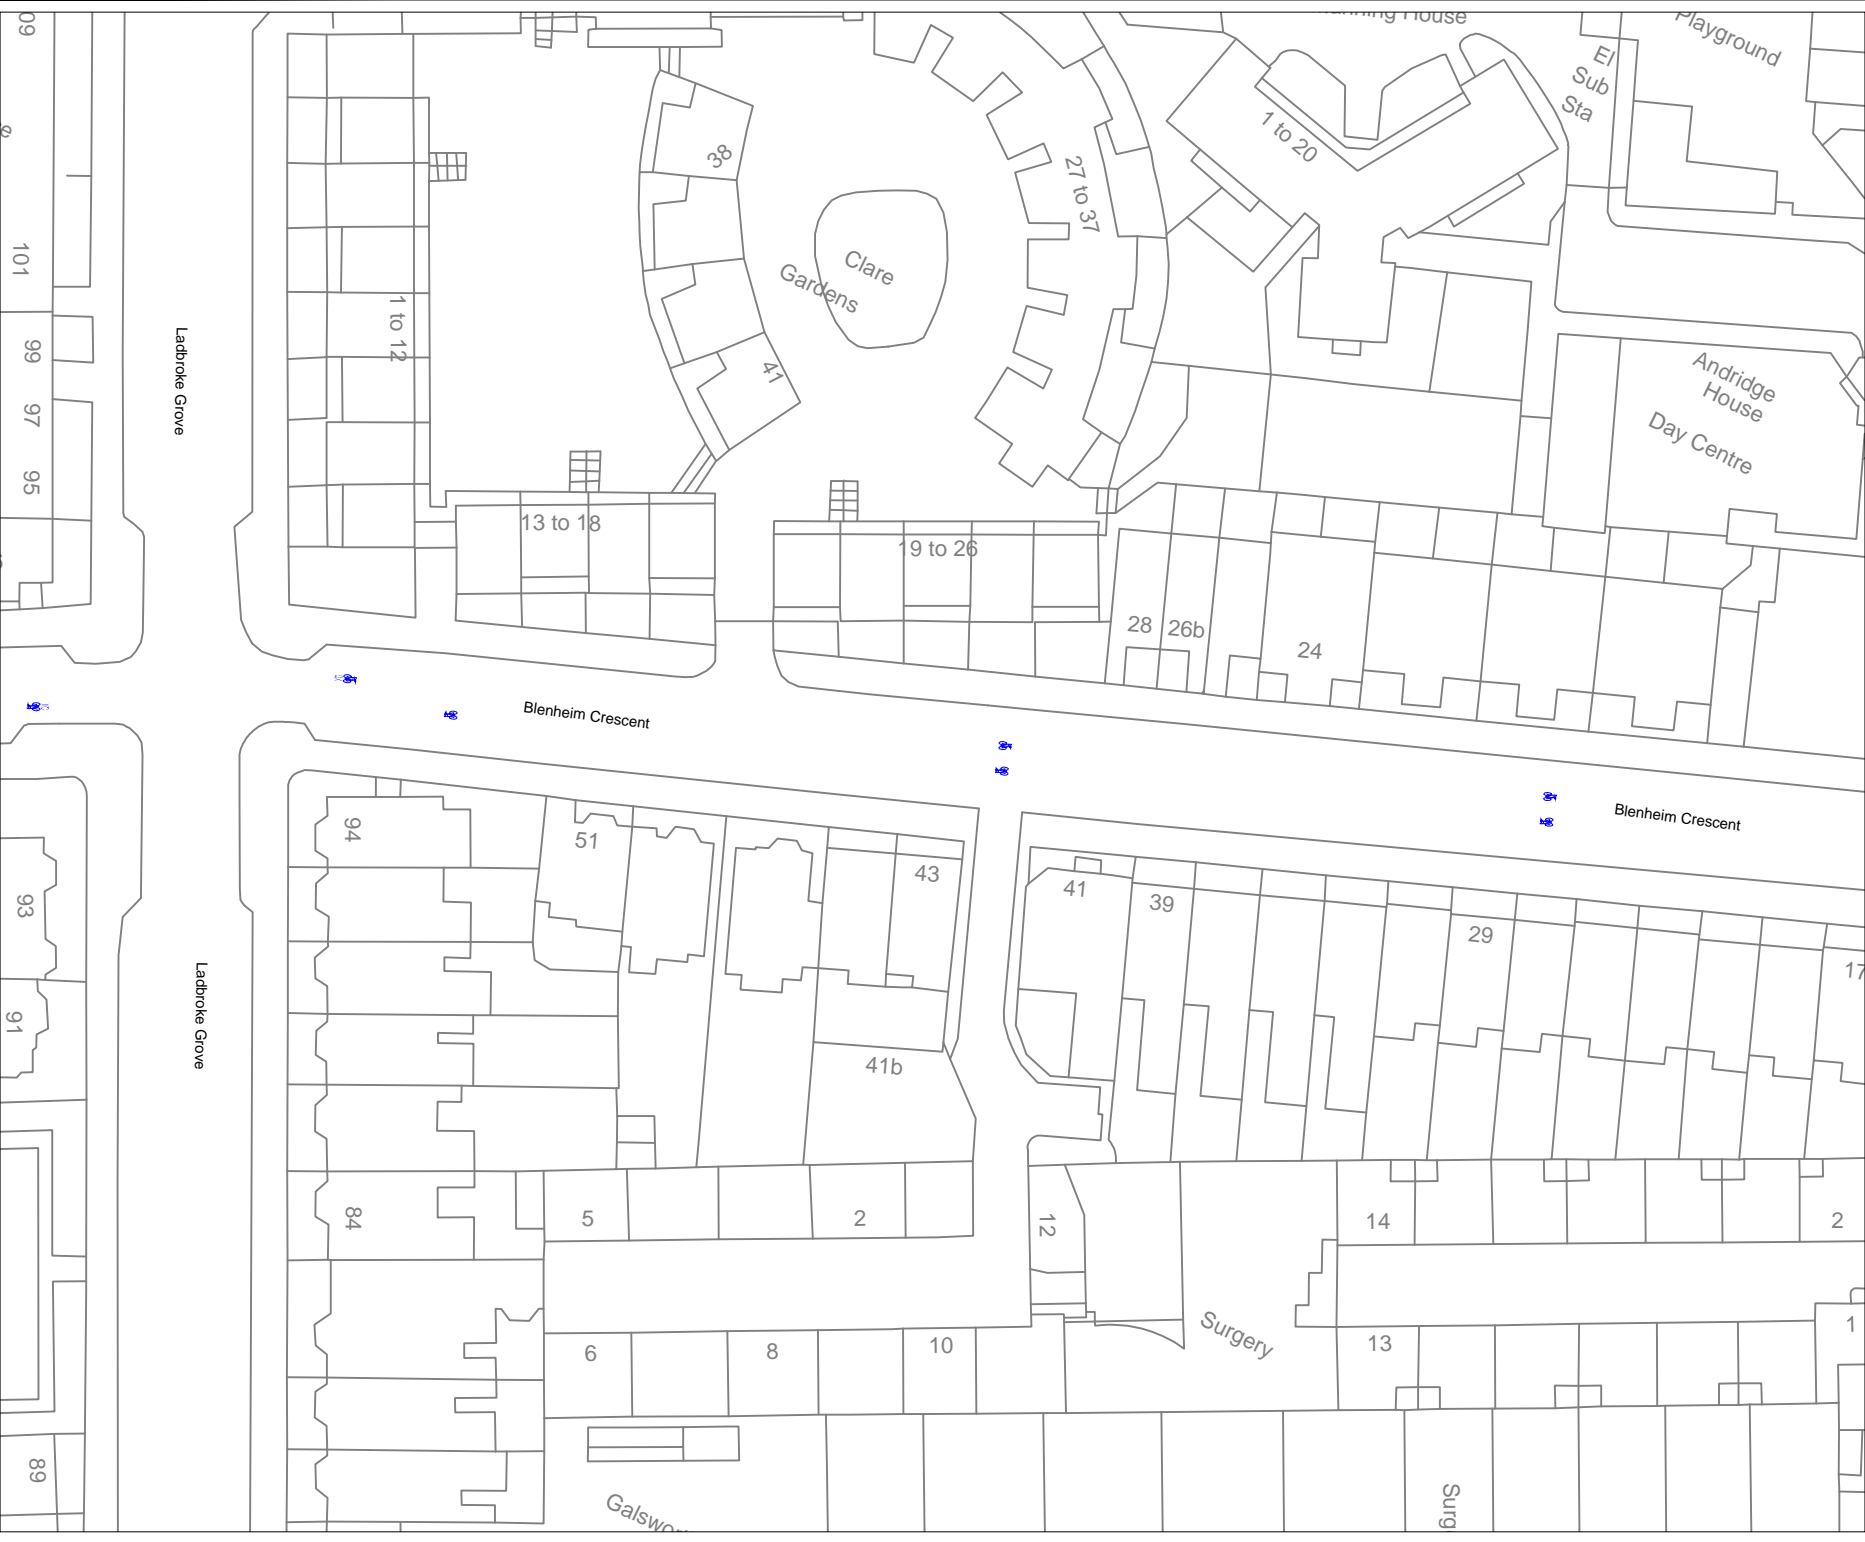 Playground
El
Sub
Sta
1 to 20
38
27 to 37
101
Clare
Gardens
1 to 12
99
Ladbroke Grove
41
Andridge
House
97
Day Centre
95
13 to 18
19 to 26
28
26b
24
Blenheim Crescent
Blenheim Crescent
94
51
43
41
39
29
93
17
Ladbroke Grove
91
41b
84
5
2
12
14
2
Surgery
6
8
10
13
1
89